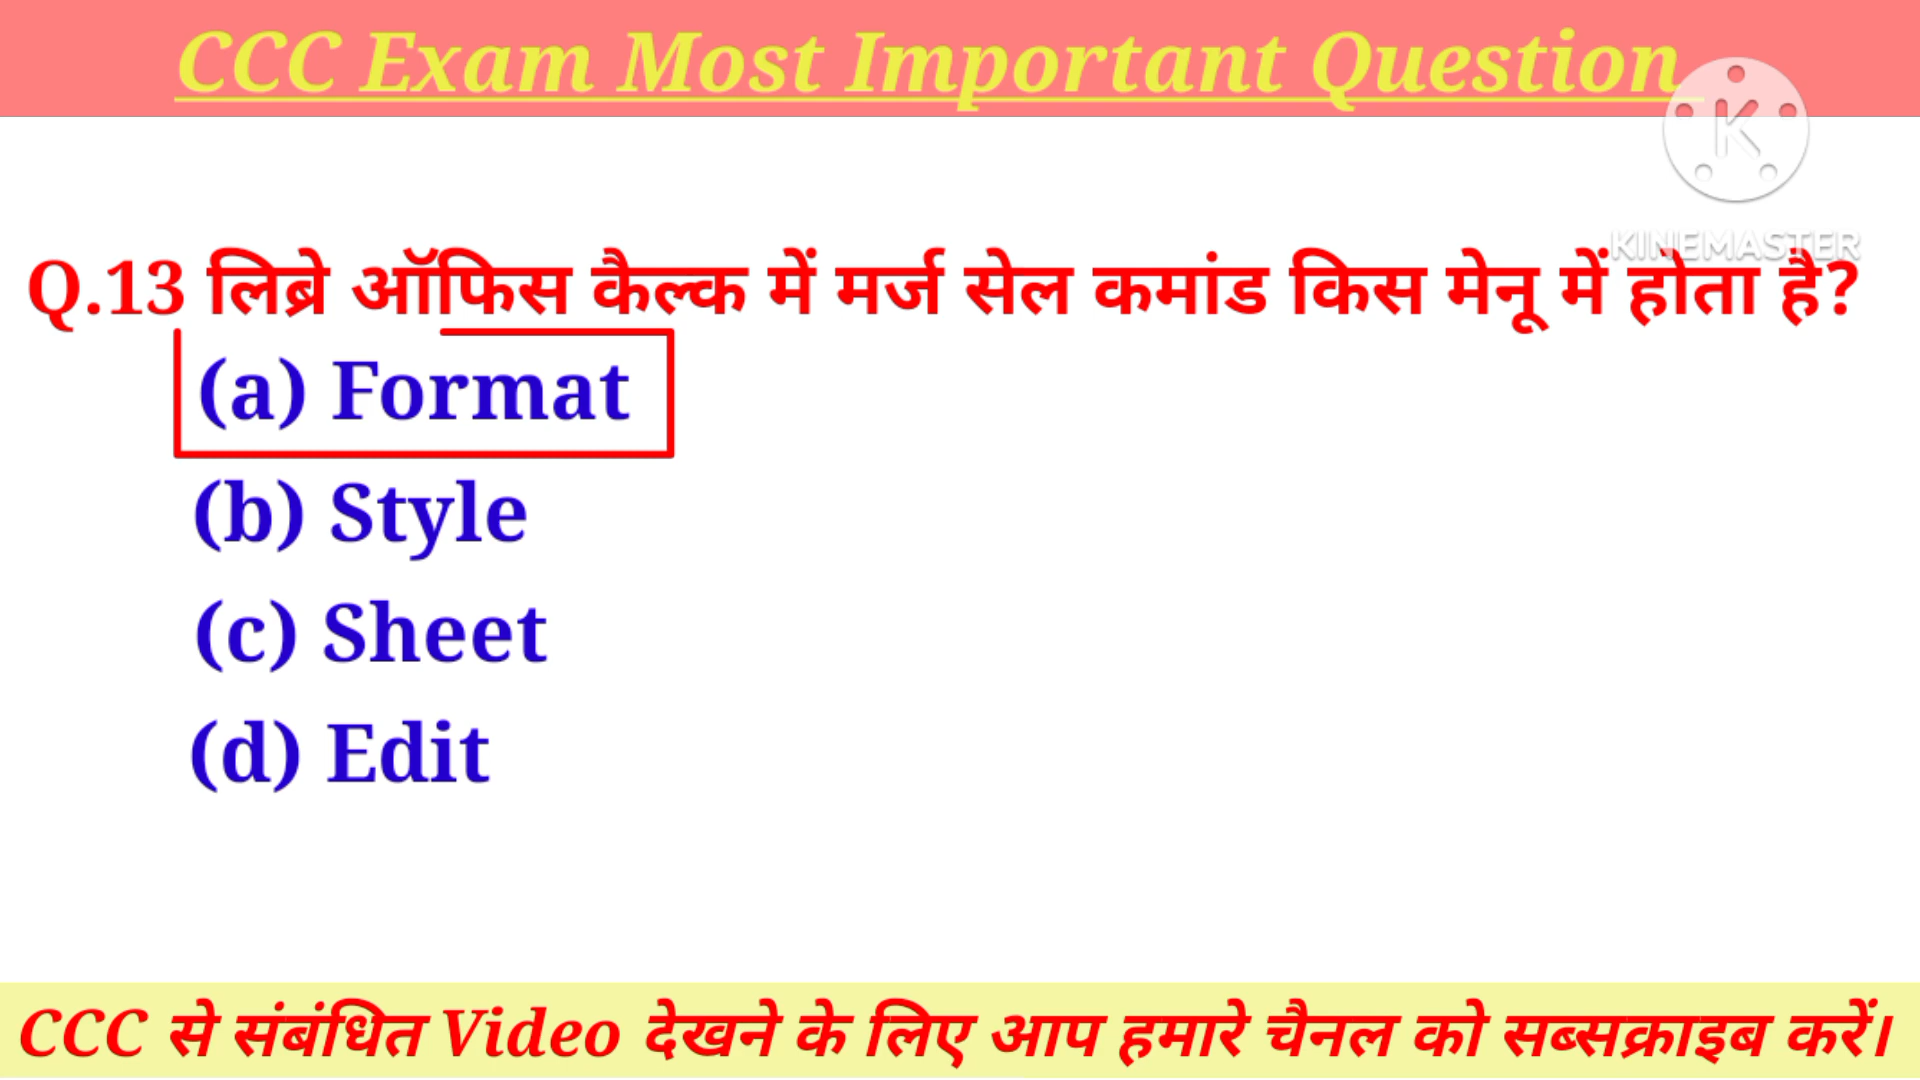 CCC Exam Most Important Question
K
KINEMASTER
Q.13 लिब्रे ऑफिस कैल्क में मर्ज सेल कमांड किस मेनू में होता है?
(a) Format
(b) Style
(c) Sheet
(d) Edit
CCC से संबंधित Video देखने के लिए आप हमारे चैनल को सब्सक्राइब करें।